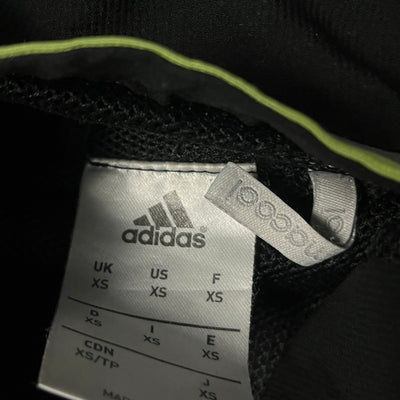 adidas
UK US F
XS XS XS
D I E
XS XS XS
CDN J
XS/TP XS